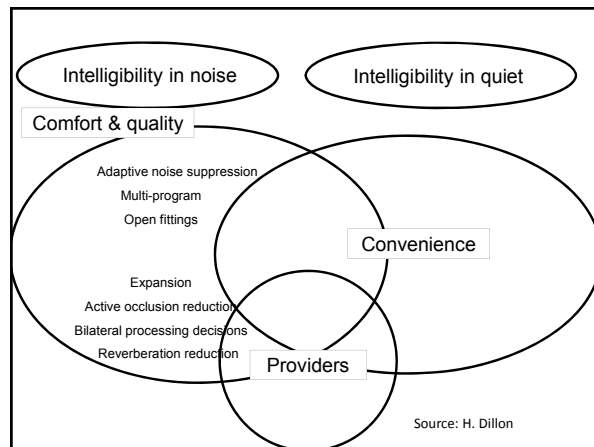 Intelligibility in noise
Intelligibility in quiet
Comfort & quality
Adaptive noise suppression
Multi-program
Open fittings
Convenience
Expansion
Active occlusion reduction
Bilateral processing decisions
Reverberation reduction
Providers
Source: H. Dillon